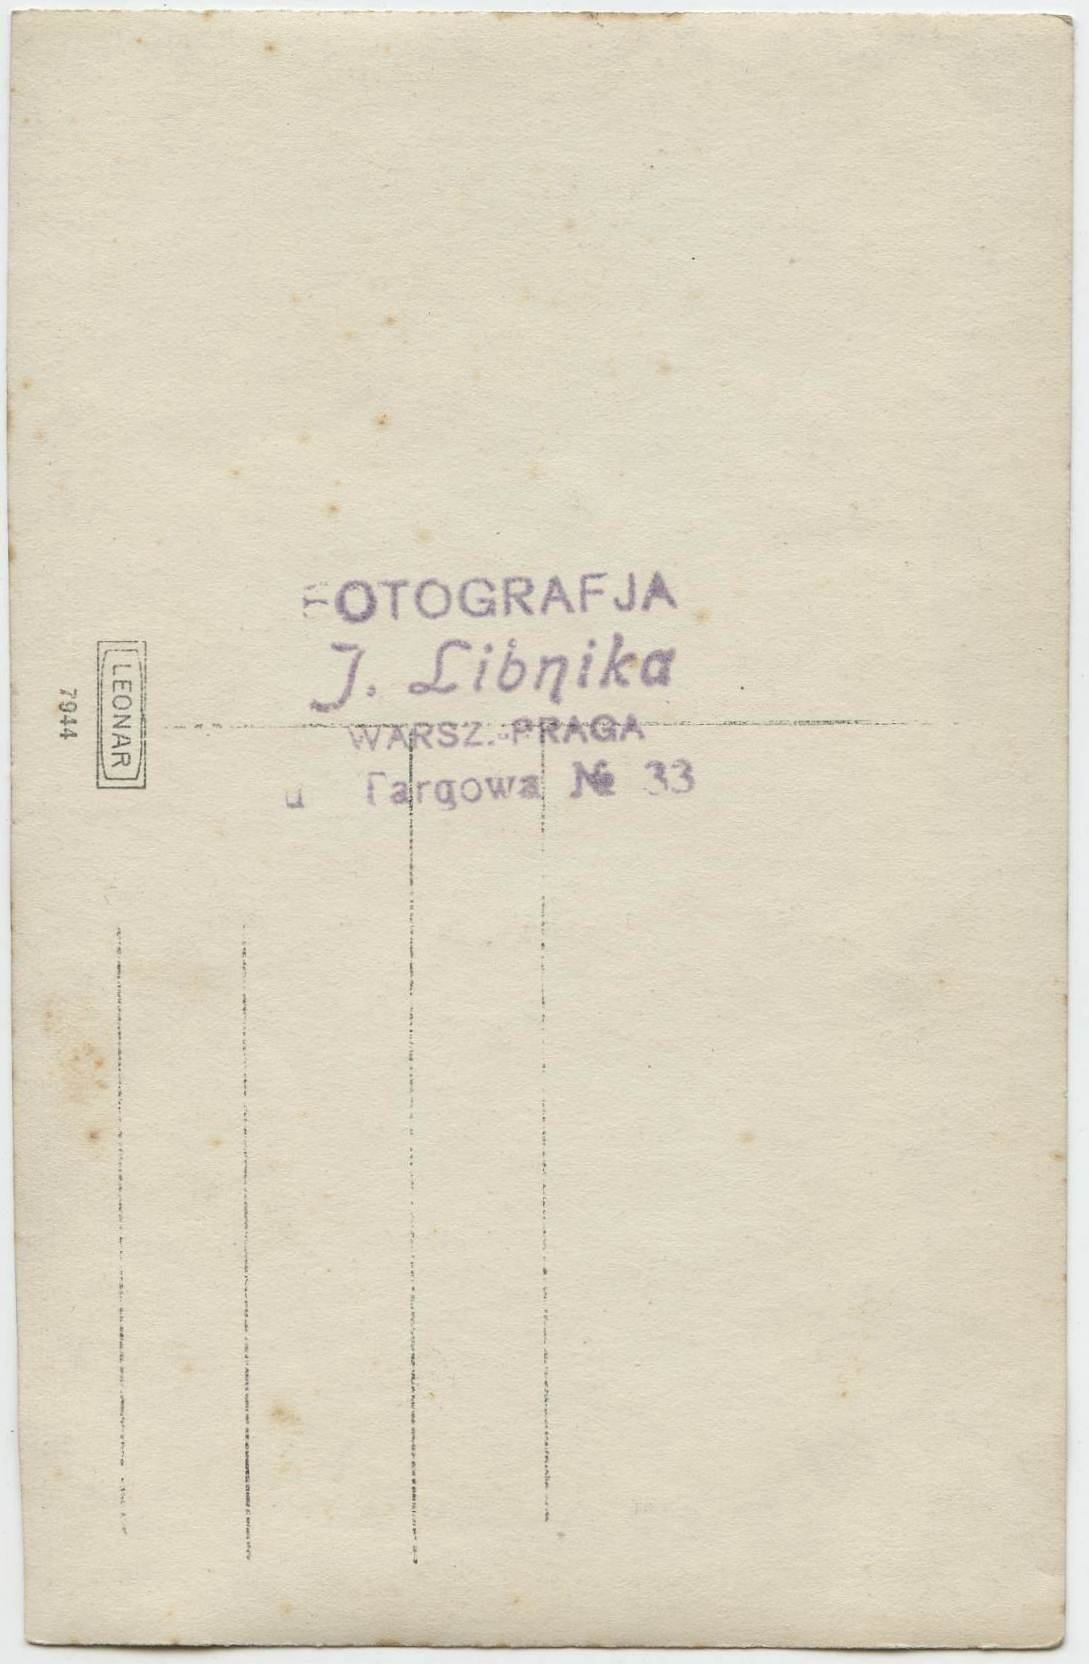 FOTOGRAFJA
J. Libnika
WARSZ.-PRAGA
u Targowa № 33
LEONAR
7944